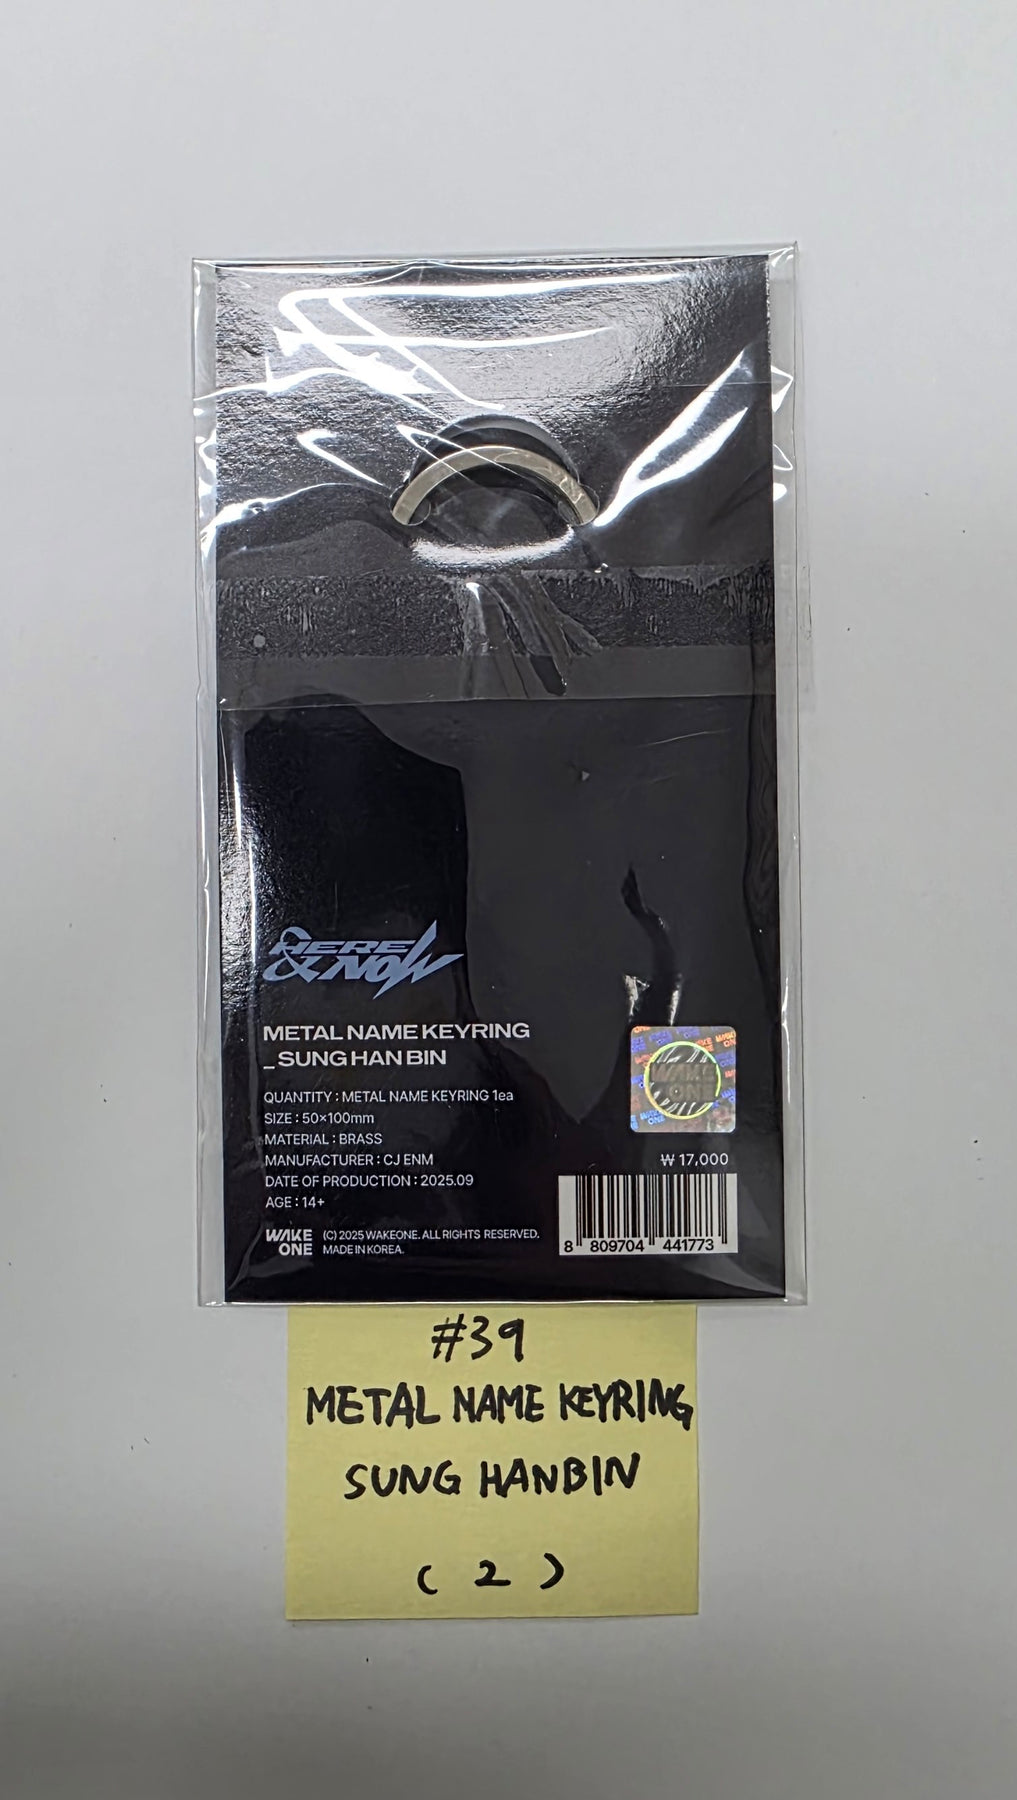 HERE
& NOW
METAL NAME KEYRING
_SUNG HAN BIN
QUANTITY : METAL NAME KEYRING 1ea
SIZE : 50×100mm
MATERIAL : BRASS
MANUFACTURER : CJ ENM
DATE OF PRODUCTION : 2025.09
AGE : 14+
WAKE
ONE
(C) 2025 WAKEONE. ALL RIGHTS RESERVED.
MADE IN KOREA.
WAKE
ONE
₩ 17,000
8 809704 441773
#39
METAL NAME KEYRING
SUNG HANBIN
( 2 )